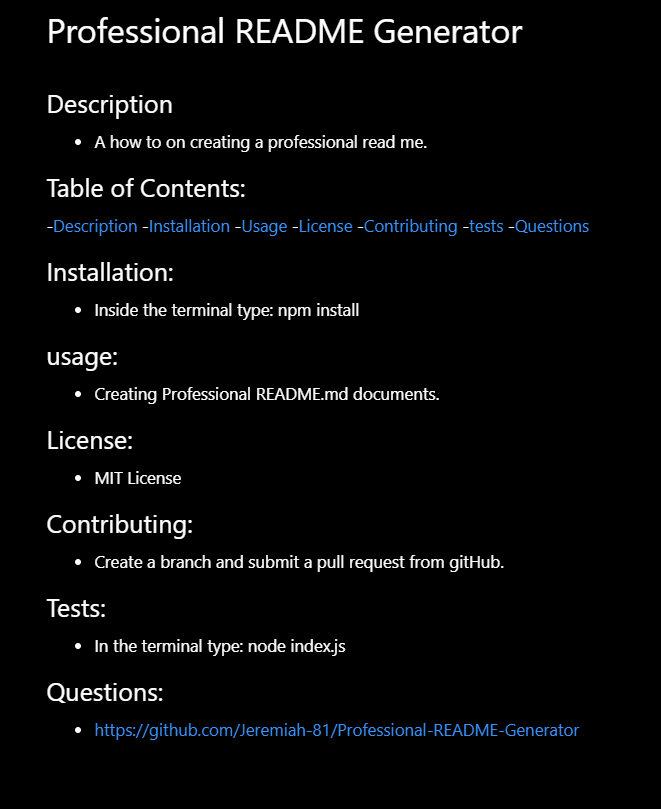 Professional README Generator
Description
• A how to on creating a professional read me.
Table of Contents:
-Description -Installation -Usage -License -Contributing -tests -Questions
Installation:
• Inside the terminal type: npm install
usage:
• Creating Professional README.md documents.
License:
• MIT License
Contributing:
• Create a branch and submit a pull request from gitHub.
Tests:
• In the terminal type: node index.js
Questions:
• https://github.com/Jeremiah-81/Professional-README-Generator